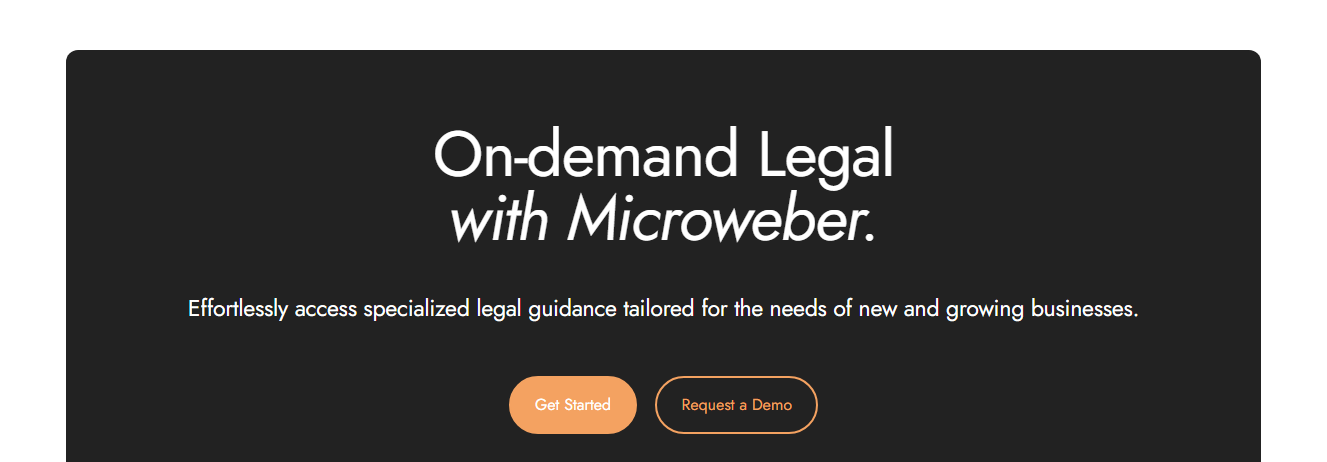 On-demand Legal
with Microweber.
Effortlessly access specialized legal guidance tailored for the needs of new and growing businesses.
Get Started
Request a Demo